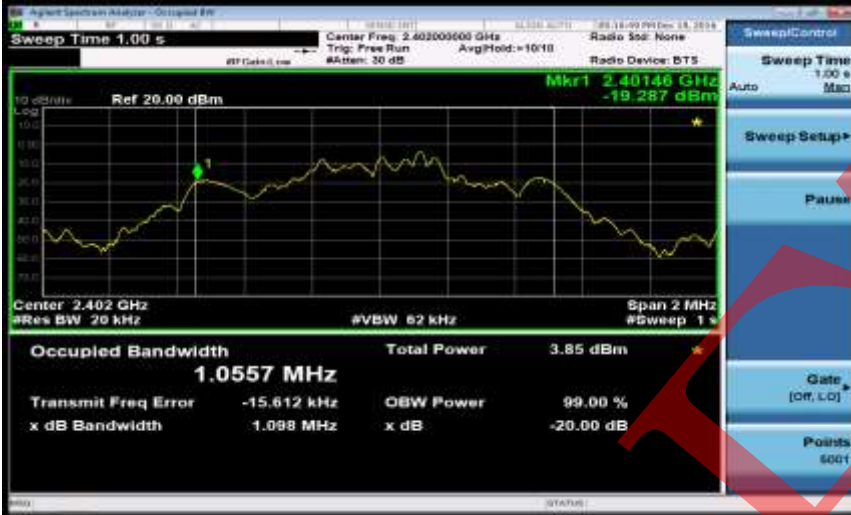 Agilent Spectrum Analyzer - Occupied BW
Sweep Time 1.00 s
Center Freq: 2.402000000 GHz
Trig: Free Run
Avg|Hold:>10/10
#IFGain:Low
#Atten: 30 dB
Radio Std: None
Radio Device: BTS
Mkr1 2.40146 GHz
-19.287 dBm
10 dB/div
Ref 20.00 dBm
Log
1
Center 2.402 GHz
Span 2 MHz
#Res BW 20 kHz
#VBW 62 kHz
#Sweep 1 s
Occupied Bandwidth
Total Power
3.85 dBm
1.0557 MHz
Transmit Freq Error
-15.612 kHz
OBW Power
99.00 %
x dB Bandwidth
1.098 MHz
x dB
-20.00 dB
MSG
STATUS
Sweep/Control
Sweep Time
1.00 s
Auto
Man
Sweep Setup
Pause
Gate
[Off, LO]
Points
6001